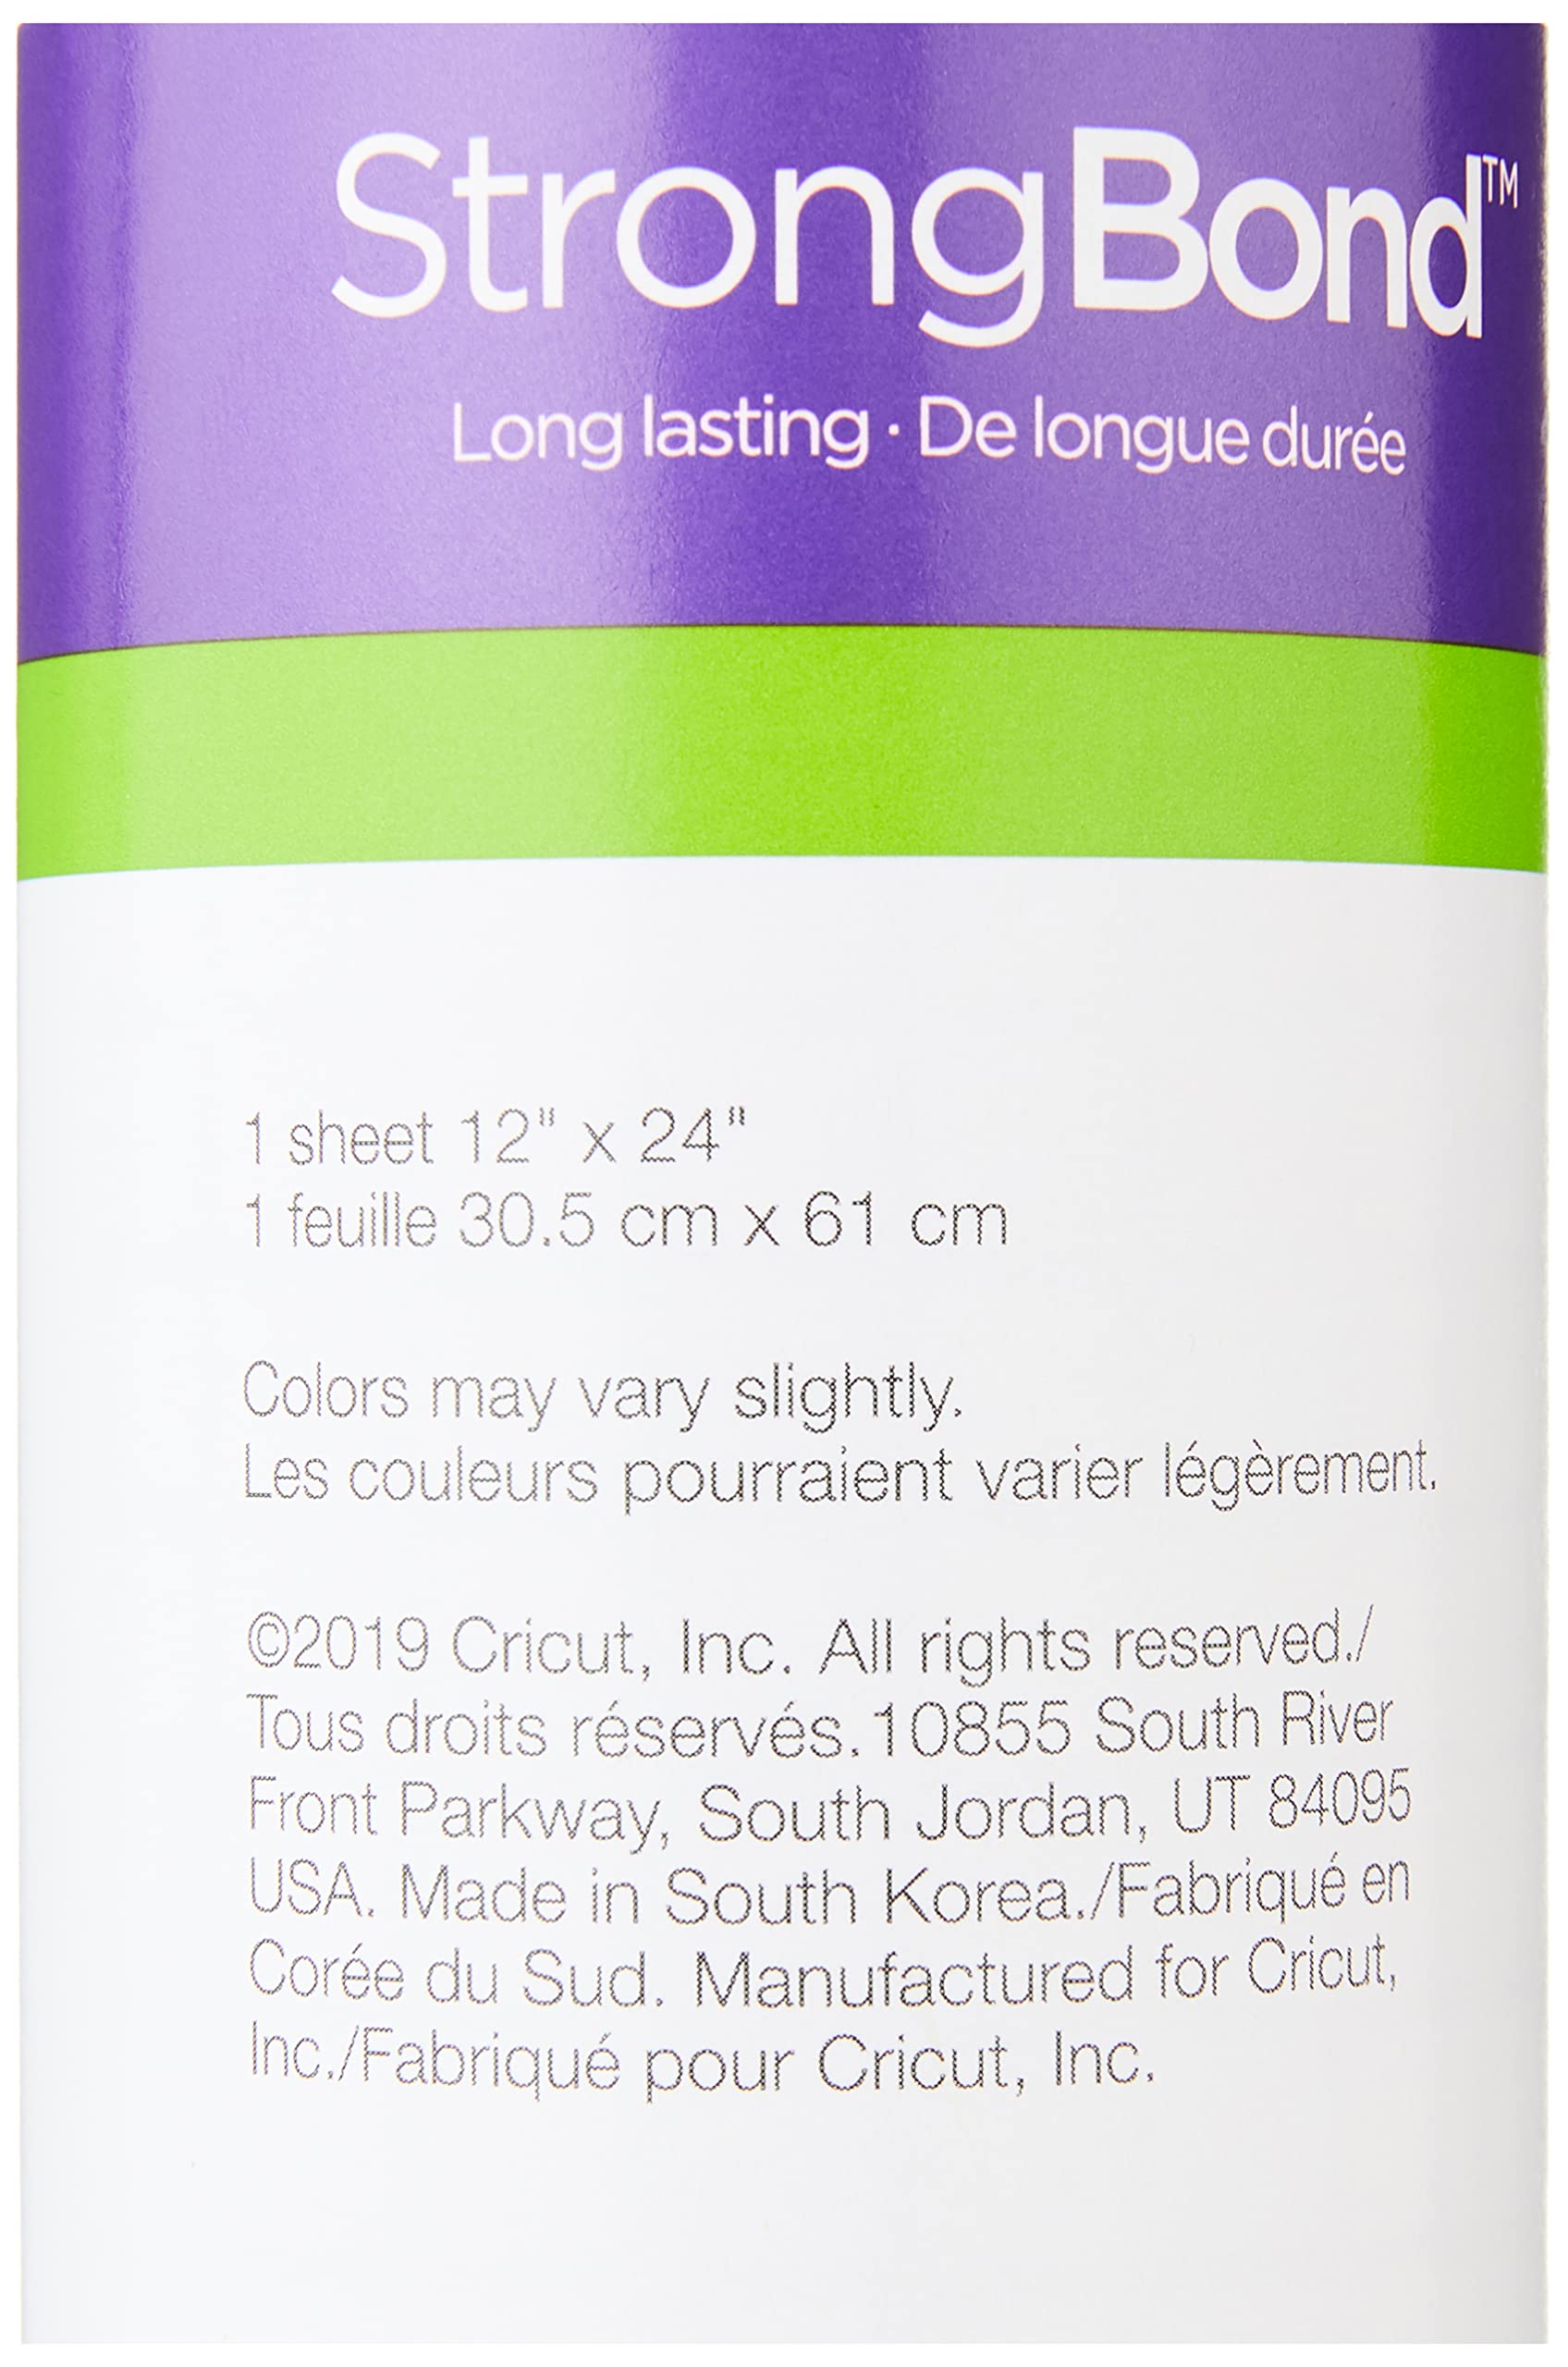 StrongBond™
Long lasting · De longue durée
1 sheet 12" x 24"
1 feuille 30.5 cm x 61 cm
Colors may vary slightly.
Les couleurs pourraient varier légèrement.
©2019 Cricut, Inc. All rights reserved./
Tous droits réservés. 10855 South River
Front Parkway, South Jordan, UT 84095
USA. Made in South Korea./Fabriqué en
Corée du Sud. Manufactured for Cricut,
Inc./Fabriqué pour Cricut, Inc.